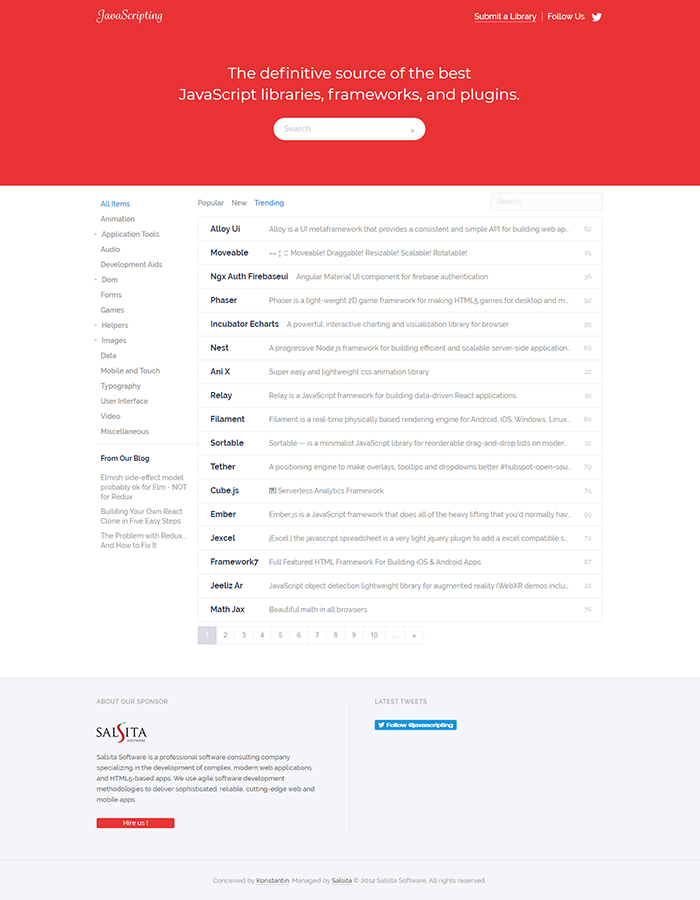 JavaScripting
Submit a Library
Follow Us
The definitive source of the best
JavaScript libraries, frameworks, and plugins.
Search
All Items
Animation
Application Tools
Audio
Development Aids
Dom
Forms
Games
Helpers
Images
Data
Mobile and Touch
Typography
User Interface
Video
Miscellaneous
From Our Blog
Elmish side-effect model
probably ok for Elm - NOT
for Redux
Building Your Own React
Clone in Five Easy Steps
The Problem with Redux...
And How to Fix It
Popular New Trending
Search
Alloy Ui Alloy is a UI metaframework that provides a consistent and simple API for building web ap... 62
Moveable ↔ ↕ Moveable! Draggable! Resizable! Scalable! Rotatable! 61
Ngx Auth Firebaseui Angular Material UI component for firebase authentication 36
Phaser Phaser is a light-weight 2D game framework for making HTML5 games for desktop and m... 92
Incubator Echarts A powerful, interactive charting and visualization library for browser 95
Nest A progressive Node.js framework for building efficient and scalable server-side application... 89
Ani X Super easy and lightweight css animation library 22
Relay Relay is a JavaScript framework for building data-driven React applications. 91
Filament Filament is a real-time physically based rendering engine for Android, iOS, Windows, Linux... 80
Sortable Sortable — is a minimalist JavaScript library for reorderable drag-and-drop lists on moder... 91
Tether A positioning engine to make overlays, tooltips and dropdowns better #hubspot-open-sou... 79
Cube.js Serverless Analytics Framework 75
Ember Ember.js is a JavaScript framework that does all of the heavy lifting that you'd normally hav... 95
Jexcel jExcel | the javascript spreadsheet is a very light jquery plugin to add a excel compatible s... 70
Framework7 Full Featured HTML Framework For Building iOS & Android Apps 87
Jeeliz Ar JavaScript object detection lightweight library for augmented reality (WebXR demos inclu... 22
Math Jax Beautiful math in all browsers 76
1 2 3 4 5 6 7 8 9 10 ... »
ABOUT OUR SPONSOR
SALSITA
SOFTWARE
Salsita Software is a professional software consulting company
specializing in the development of complex, modern web applications
and HTML5-based apps. We use agile software development
methodologies to deliver sophisticated, reliable, cutting-edge web and
mobile apps.
Hire us !
LATEST TWEETS
Follow @javascripting
Conceived by Konstantin. Managed by Salsita © 2014 Salsita Software. All rights reserved.